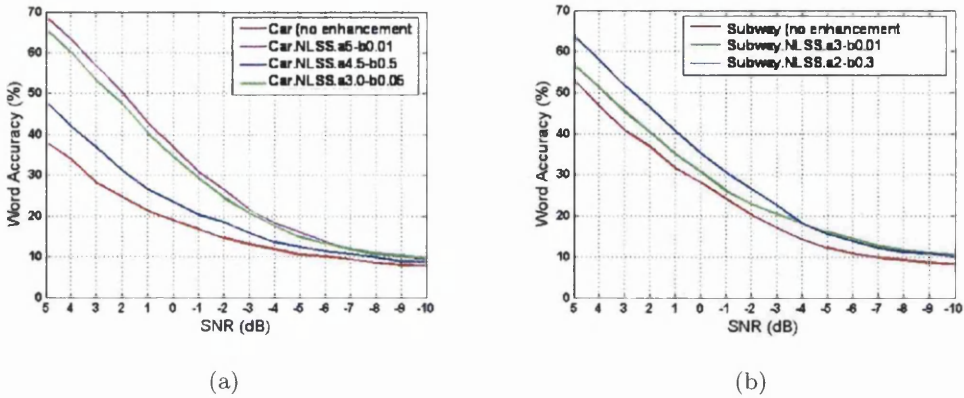 Car (no enhancement
Car.NLSS.a5-b0.01
Car.NLSS.a4.5-b0.5
Car.NLSS.a3.0-b0.05
70
60
50
40
30
20
10
0
Word Accuracy (%)
5 4 3 2 1 0 -1 -2 -3 -4 -5 -6 -7 -8 -9 -10
SNR (dB)
(a)
Subway (no enhancement
Subway.NLSS.a3-b0.01
Subway.NLSS.a2-b0.3
70
60
50
40
30
20
10
0
Word Accuracy (%)
5 4 3 2 1 0 -1 -2 -3 -4 -5 -6 -7 -8 -9 -10
SNR (dB)
(b)